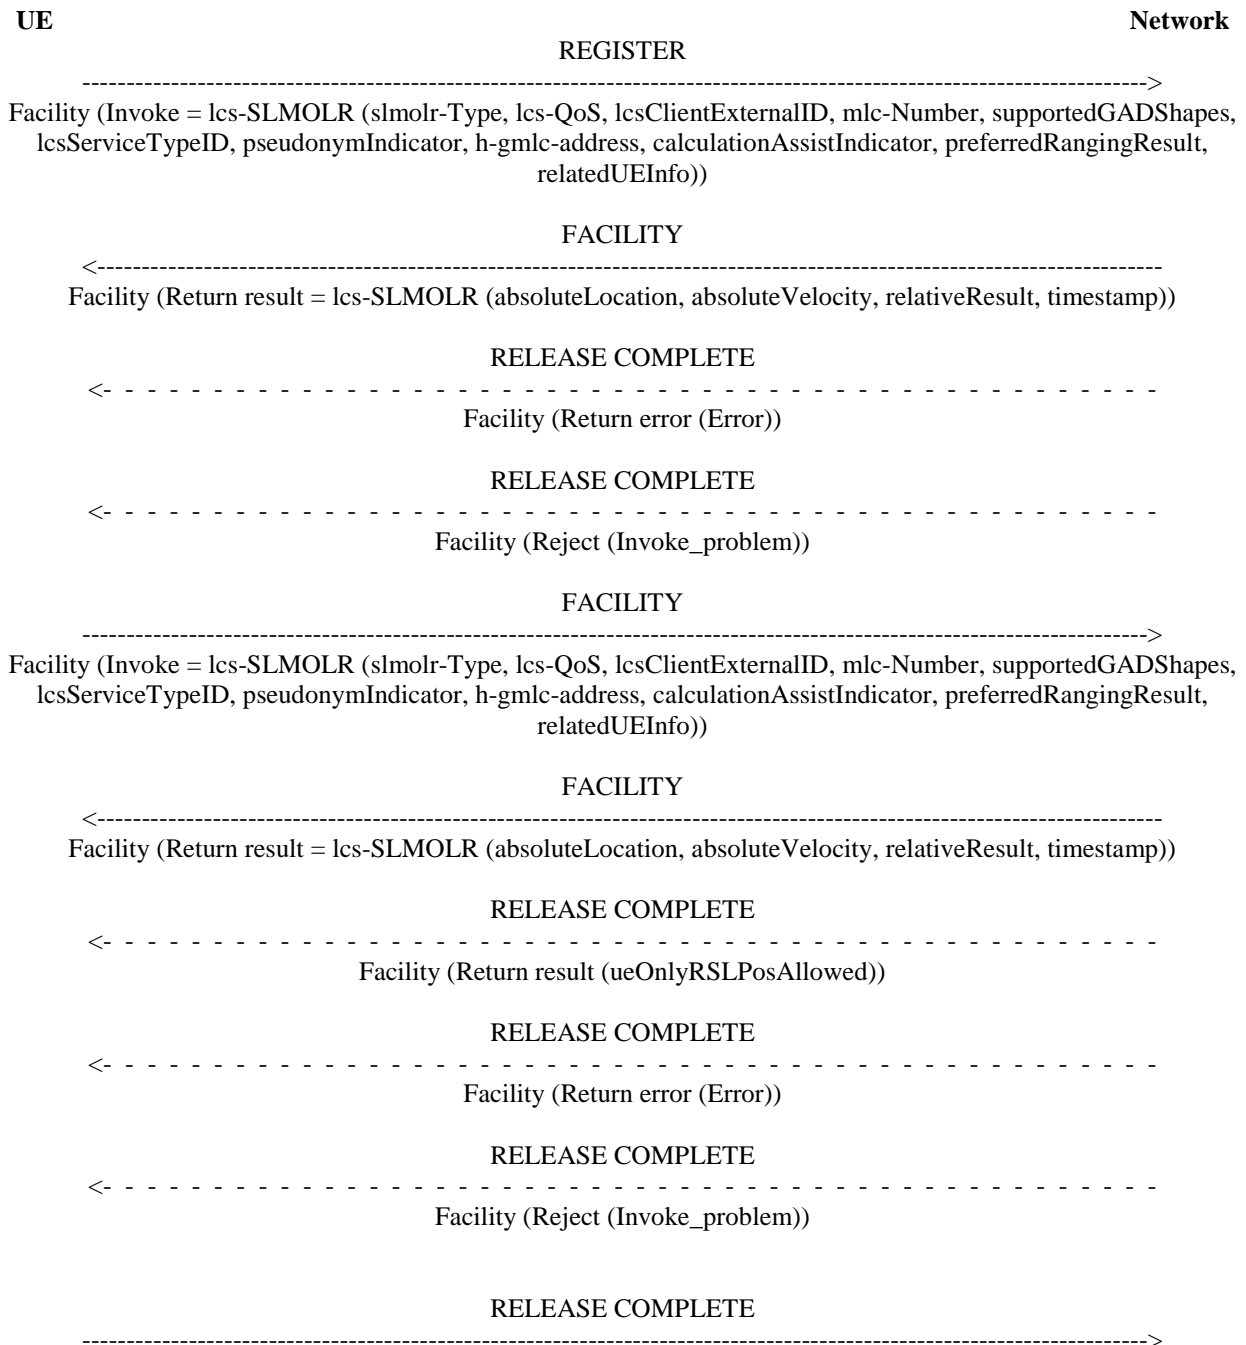 UE Network
REGISTER
------------------------------------------------------------------------------------------------------------------------>
Facility (Invoke = lcs-SLMOLR (slmolr-Type, lcs-QoS, lcsClientExternalID, mlc-Number, supportedGADShapes,
lcsServiceTypeID, pseudonymIndicator, h-gmlc-address, calculationAssistIndicator, preferredRangingResult,
relatedUEInfo))
FACILITY
<------------------------------------------------------------------------------------------------------------------------
Facility (Return result = lcs-SLMOLR (absoluteLocation, absoluteVelocity, relativeResult, timestamp))
RELEASE COMPLETE
<- - - - - - - - - - - - - - - - - - - - - - - - - - - - - - - - - - - - - - - - - - - - - - - -
Facility (Return error (Error))
RELEASE COMPLETE
<- - - - - - - - - - - - - - - - - - - - - - - - - - - - - - - - - - - - - - - - - - - - - - - -
Facility (Reject (Invoke_problem))
FACILITY
------------------------------------------------------------------------------------------------------------------------>
Facility (Invoke = lcs-SLMOLR (slmolr-Type, lcs-QoS, lcsClientExternalID, mlc-Number, supportedGADShapes,
lcsServiceTypeID, pseudonymIndicator, h-gmlc-address, calculationAssistIndicator, preferredRangingResult,
relatedUEInfo))
FACILITY
<------------------------------------------------------------------------------------------------------------------------
Facility (Return result = lcs-SLMOLR (absoluteLocation, absoluteVelocity, relativeResult, timestamp))
RELEASE COMPLETE
<- - - - - - - - - - - - - - - - - - - - - - - - - - - - - - - - - - - - - - - - - - - - - - - -
Facility (Return result (ueOnlyRSLPosAllowed))
RELEASE COMPLETE
<- - - - - - - - - - - - - - - - - - - - - - - - - - - - - - - - - - - - - - - - - - - - - - - -
Facility (Return error (Error))
RELEASE COMPLETE
<- - - - - - - - - - - - - - - - - - - - - - - - - - - - - - - - - - - - - - - - - - - - - - - -
Facility (Reject (Invoke_problem))
RELEASE COMPLETE
------------------------------------------------------------------------------------------------------------------------>